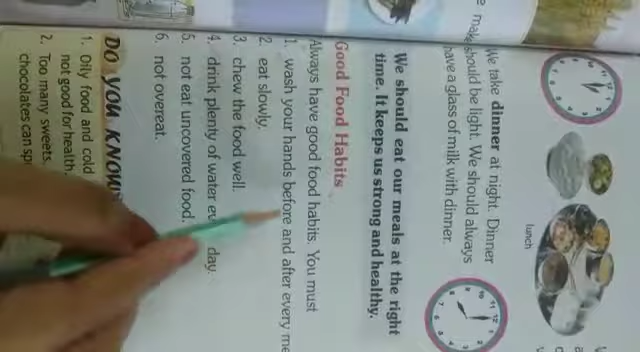 lunch
We take dinner at night. Dinner
should be light. We should always
have a glass of milk with dinner.
We should eat our meals at the right
time. It keeps us strong and healthy.
Good Food Habits
Always have good food habits. You must
1. wash your hands before and after every
2. eat slowly.
3. chew the food well.
4. drink plenty of water day.
5. not eat uncovered food.
6. not overeat.
DO YOU KNOW
1. Oily food and cold
not good for health.
2. Too many sweets
chocolates can